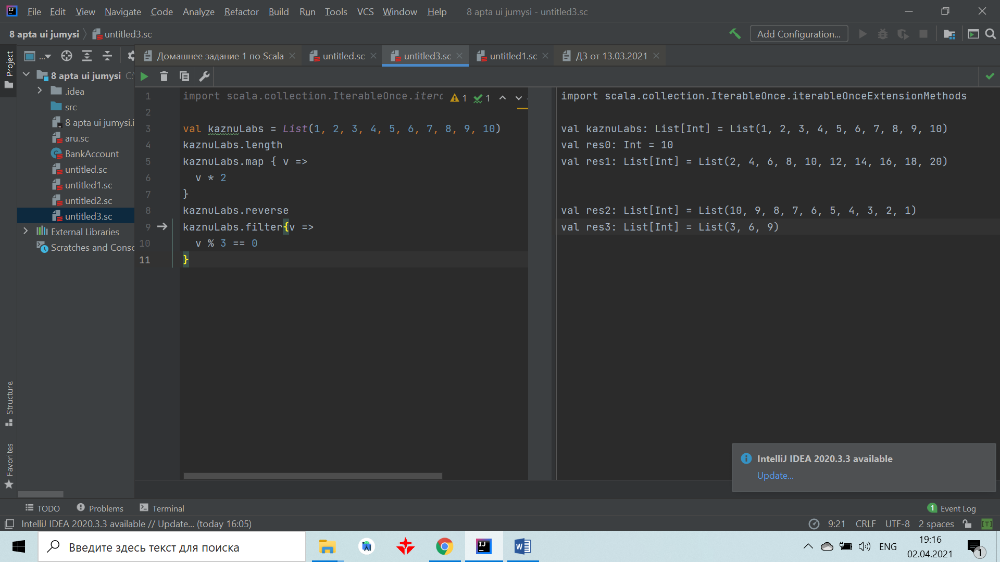 File Edit View Navigate Code Analyze Refactor Build Run Tools VCS Window Help 8 apta ui jumysi - untitled3.sc
8 apta ui jumysi untitled3.sc Add Configuration...
Project
... Домашнее задание 1 по Scala untitled.sc untitled3.sc untitled1.sc ДЗ от 13.03.2021
8 apta ui jumysi C:\
.idea
src
8 apta ui jumysi.i
aru.sc
BankAccount
untitled.sc
untitled1.sc
untitled2.sc
untitled3.sc
External Libraries
Scratches and Conso
Structure
Favorites
1 import scala.collection.IterableOnce.itera 1 1
2
3 val kaznuLabs = List(1, 2, 3, 4, 5, 6, 7, 8, 9, 10)
4 kaznuLabs.length
5 kaznuLabs.map { v =>
6 v * 2
7 }
8 kaznuLabs.reverse
9 kaznuLabs.filter{v =>
10 v % 3 == 0
11 }
import scala.collection.IterableOnce.iterableOnceExtensionMethods
val kaznuLabs: List[Int] = List(1, 2, 3, 4, 5, 6, 7, 8, 9, 10)
val res0: Int = 10
val res1: List[Int] = List(2, 4, 6, 8, 10, 12, 14, 16, 18, 20)
val res2: List[Int] = List(10, 9, 8, 7, 6, 5, 4, 3, 2, 1)
val res3: List[Int] = List(3, 6, 9)
IntelliJ IDEA 2020.3.3 available
Update...
TODO Problems Terminal 1 Event Log
IntelliJ IDEA 2020.3.3 available // Update... (today 16:05) 9:21 CRLF UTF-8 2 spaces [T]
Введите здесь текст для поиска ENG 19:16
02.04.2021 1